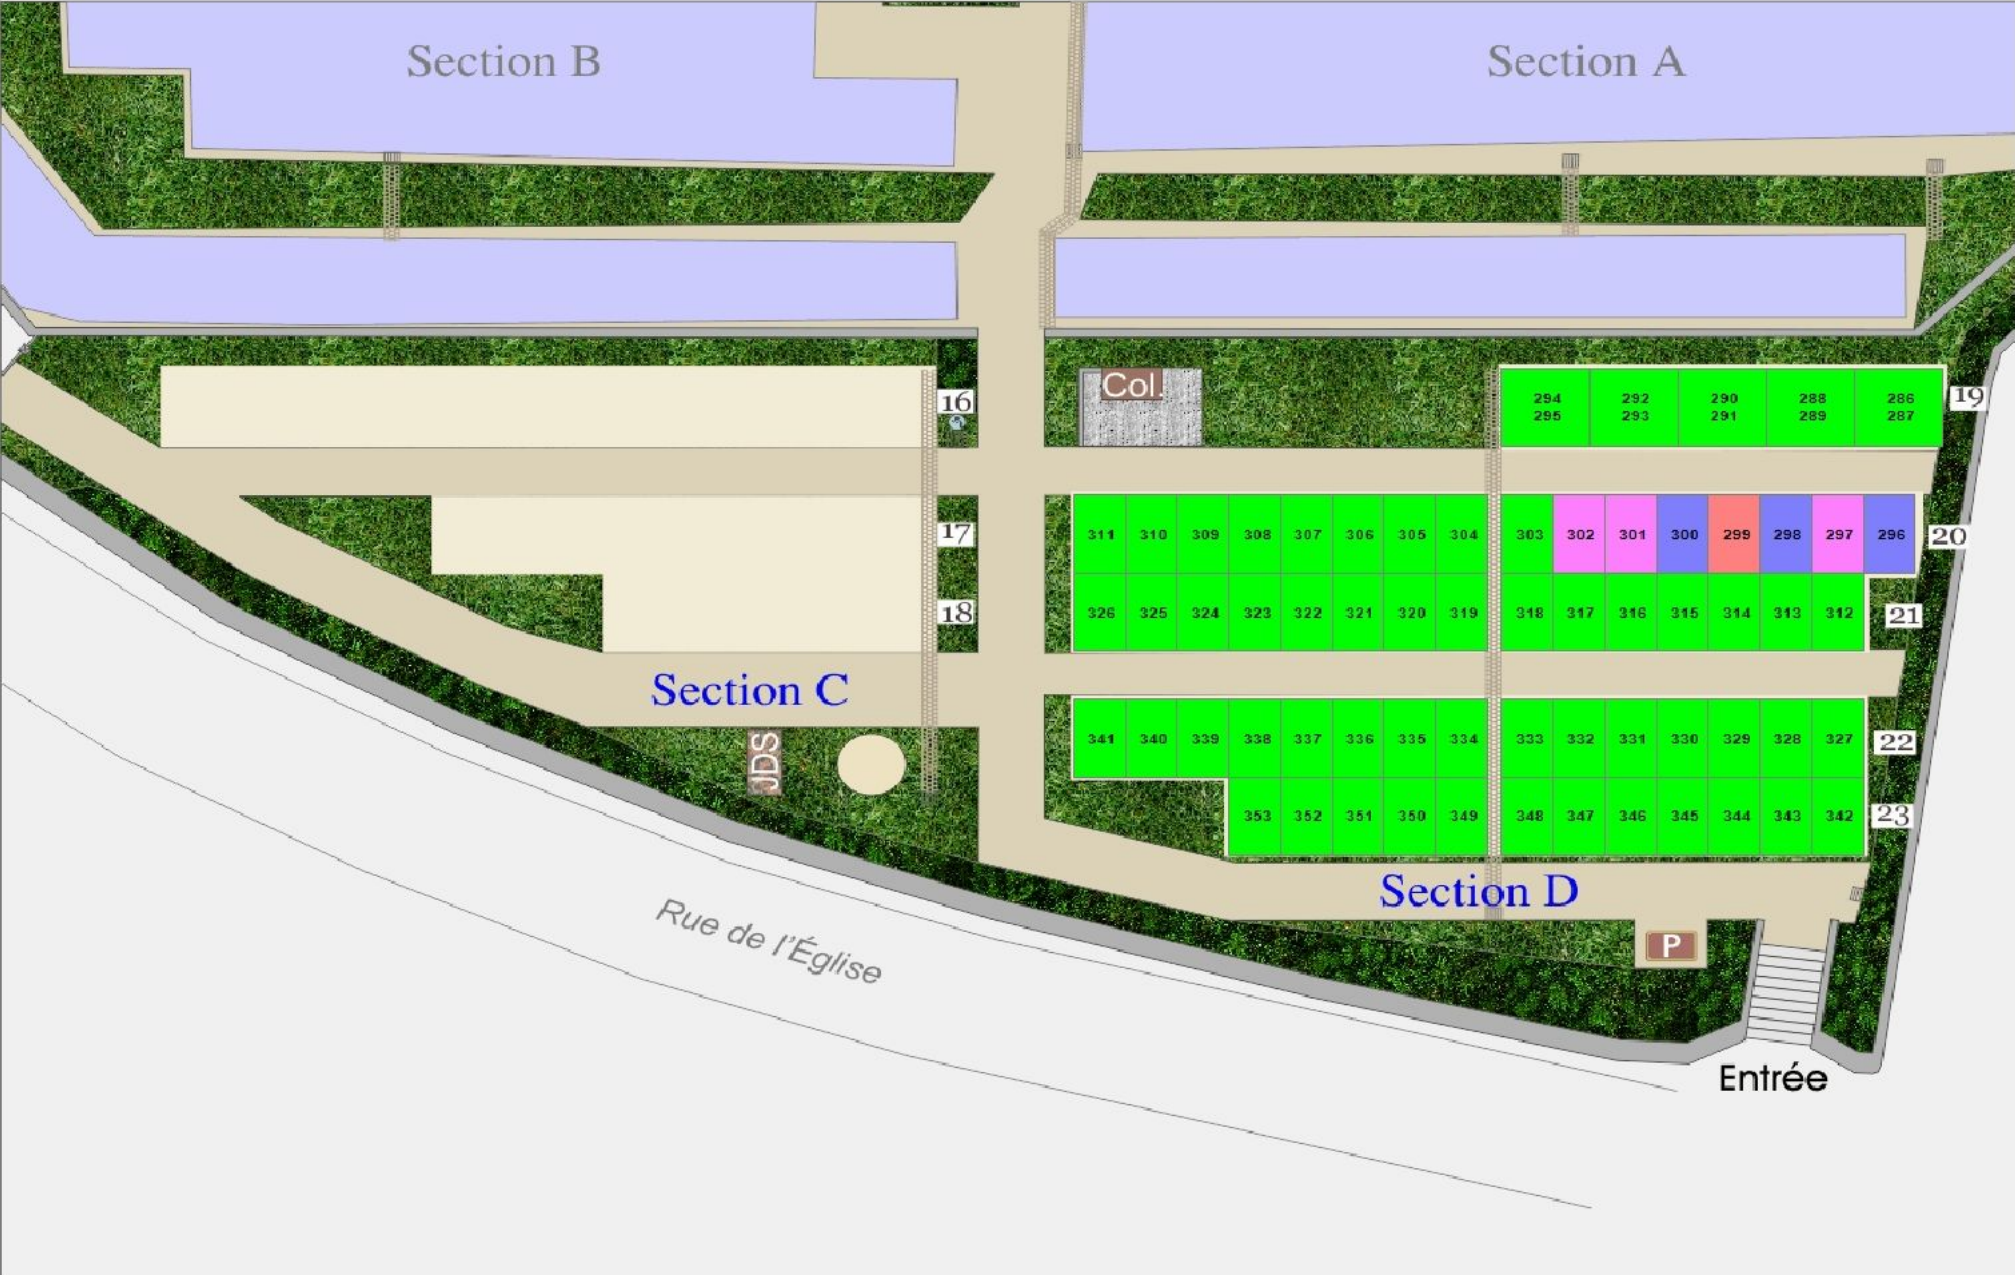 Section B
Section A
16
Col.
294 292 290 288 286
295 293 291 289 287
19
17
311 310 309 308 307 306 305 304 303 302 301 300 299 298 297 296
20
18
326 325 324 323 322 321 320 319 318 317 316 315 314 313 312
21
Section C
JDS
341 340 339 338 337 336 335 334 333 332 331 330 329 328 327
22
353 352 351 350 349 348 347 346 345 344 343 342
23
Section D
Rue de l'Église
P
Entrée